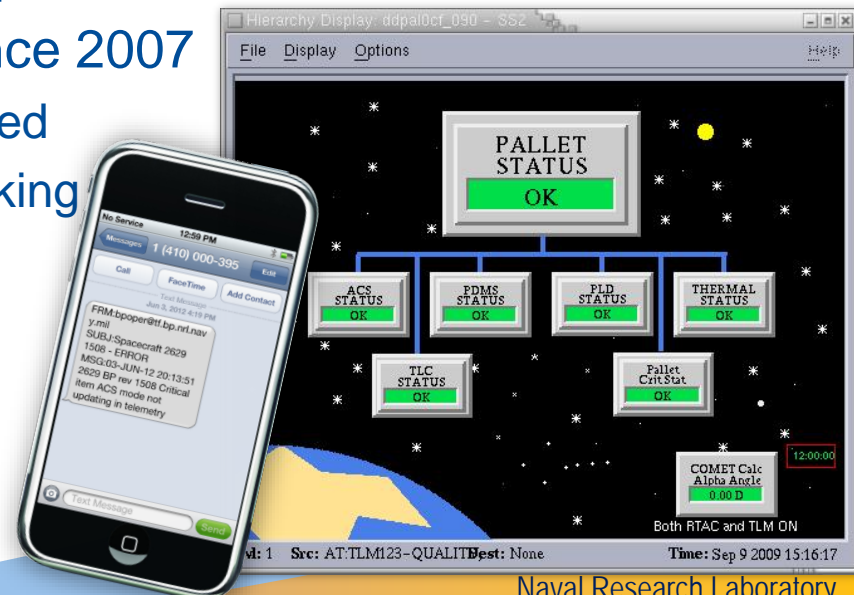 nce 2007
ed
king
Hierarchy Display: ddpal0cf_090 - SS2
File Display Options Help
PALLET
STATUS
OK
ACS
STATUS
OK
PDMS
STATUS
OK
PLD
STATUS
OK
THERMAL
STATUS
OK
TLC
STATUS
OK
Pallet
Crit Stat
OK
12:00:00
COMET Calc
Alpha Angle
0.00 D
Both RTAC and TLM ON
vl: 1 Src: AT:TLM123-QUALITY Dest: None Time: Sep 9 2009 15:16:17
No Service 12:59 PM
Messages 1 (410) 000-395 Edit
Call FaceTime Add Contact
Text Message
Jun 3, 2012 4:19 PM
FRM:bpoper@tf.bp.nrl.nav
y.mil
SUBJ:Spacecraft 2629
1508 - ERROR
MSG:03-JUN-12 20:13:51
2629 BP rev 1508 Critical
item ACS mode not
updating in telemetry
Text Message Send
Naval Research Laboratory